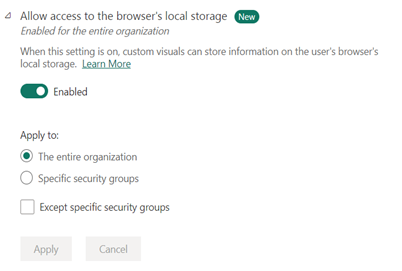 Allow access to the browser's local storage New
Enabled for the entire organization
When this setting is on, custom visuals can store information on the user's browser's
local storage. Learn More
Enabled
Apply to:
The entire organization
Specific security groups
Except specific security groups
Apply Cancel